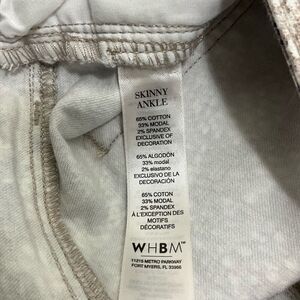 SKINNY
ANKLE
65% COTTON
33% MODAL
2% SPANDEX
EXCLUSIVE OF
DECORATION
65% ALGODÓN
33% modal
2% elastano
EXCLUSIVO DE LA
DECORACIÓN
65% COTON
33% MODAL
2% SPANDEX
À L'EXCEPTION DES
MOTIFS
DÉCORATIFS
WHBM™
11215 METRO PARKWAY
FORT MYERS, FL 33966